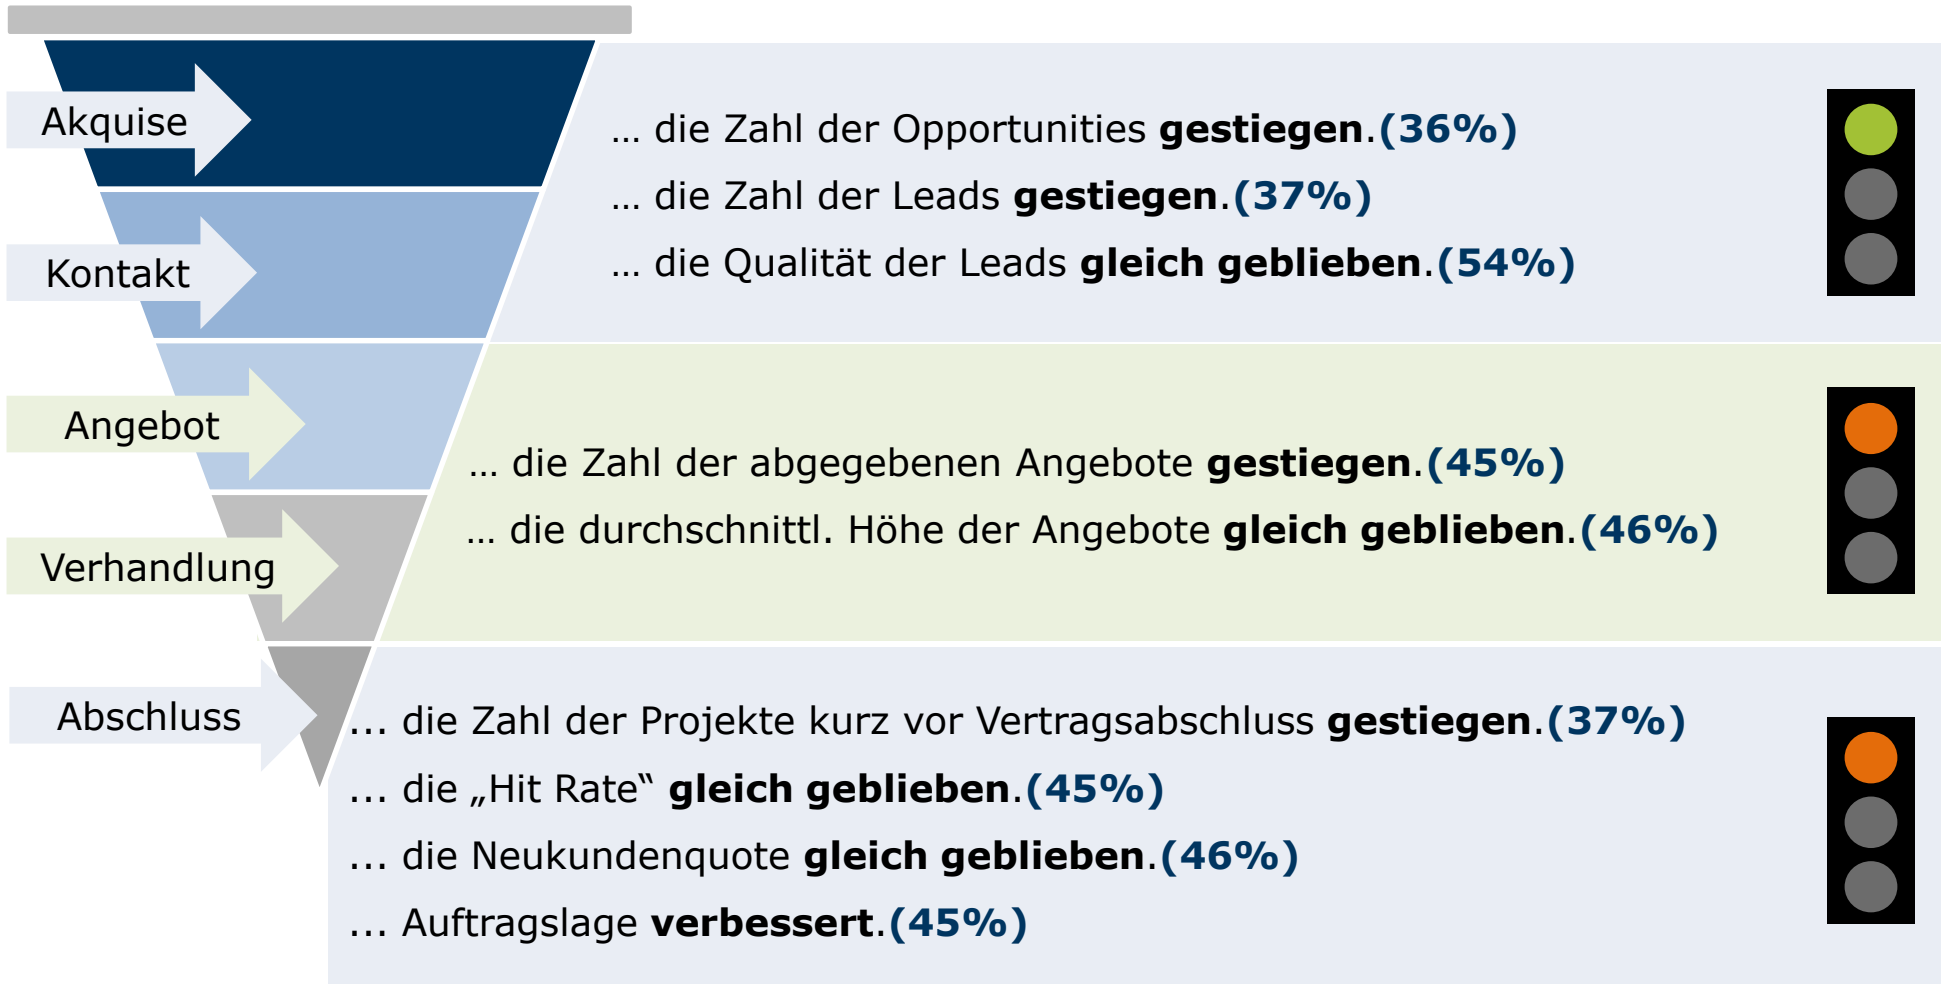 Akquise
… die Zahl der Opportunities gestiegen.(36%)
… die Zahl der Leads gestiegen.(37%)
Kontakt
… die Qualität der Leads gleich geblieben.(54%)
Angebot
… die Zahl der abgegebenen Angebote gestiegen.(45%)
… die durchschnittl. Höhe der Angebote gleich geblieben.(46%)
Verhandlung
Abschluss
... die Zahl der Projekte kurz vor Vertragsabschluss gestiegen.(37%)
... die „Hit Rate“ gleich geblieben.(45%)
... die Neukundenquote gleich geblieben.(46%)
... Auftragslage verbessert.(45%)